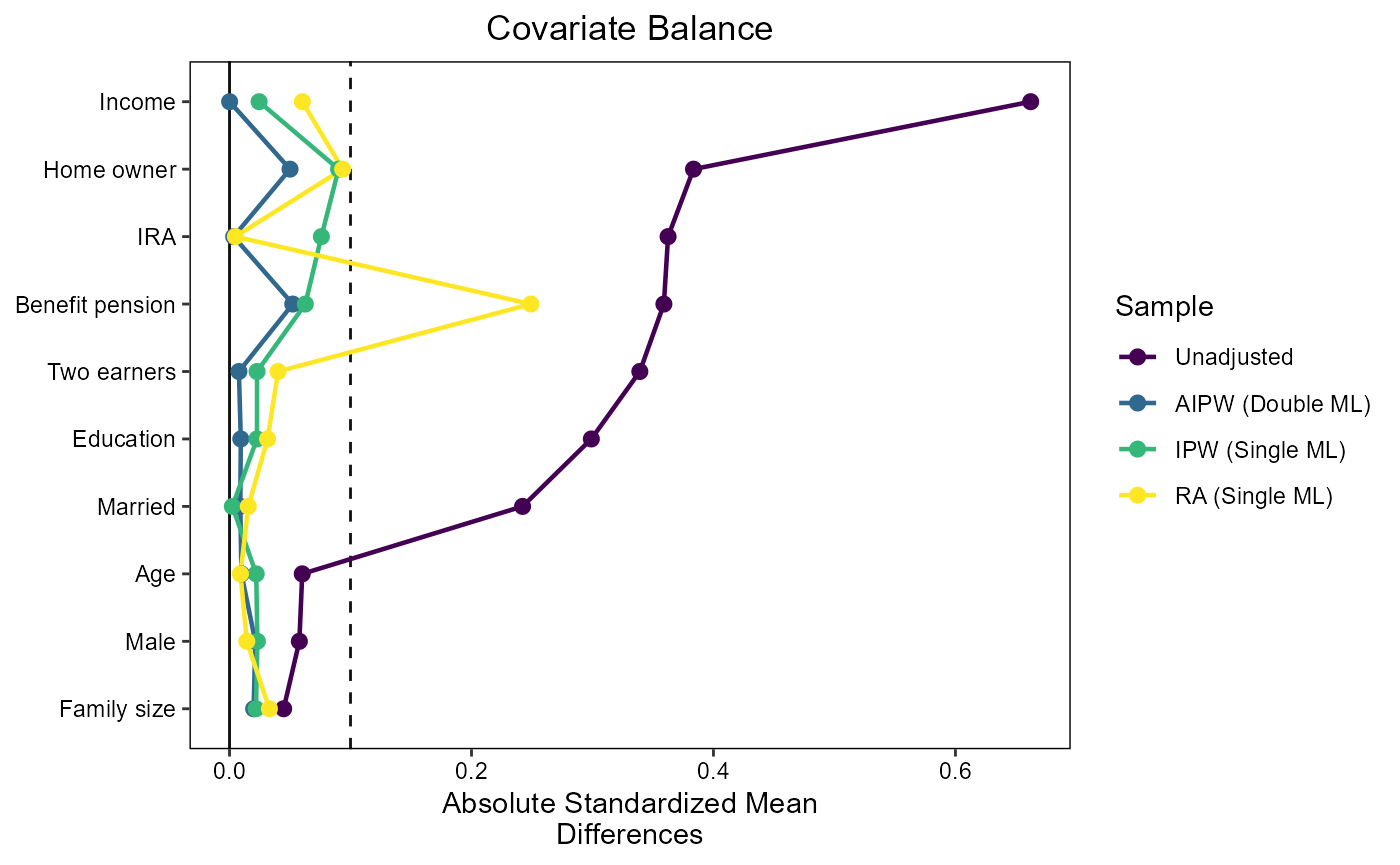 Covariate Balance
Income
Home owner
IRA
Benefit pension
Two earners
Education
Married
Age
Male
Family size
0.0 0.2 0.4 0.6
Absolute Standardized Mean
Differences
Sample
Unadjusted
AIPW (Double ML)
IPW (Single ML)
RA (Single ML)